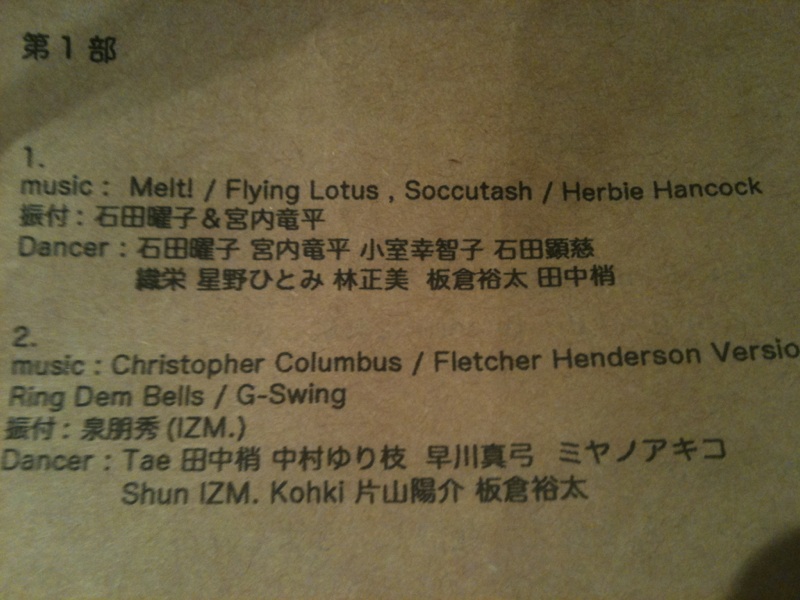 第1部
1.
music : Melt! / Flying Lotus , Soccutash / Herbie Hancock
振付 : 石田曜子&宮内竜平
Dancer : 石田曜子 宮内竜平 小室幸智子 石田顕慈
織栄 星野ひとみ 林正美 板倉裕太 田中梢
2.
music : Christopher Columbus / Fletcher Henderson Versio
Ring Dem Bells / G-Swing
振付 : 泉朋秀 (IZM.)
Dancer : Tae 田中梢 中村ゆり枝 早川真弓 ミヤノアキコ
Shun IZM. Kohki 片山陽介 板倉裕太